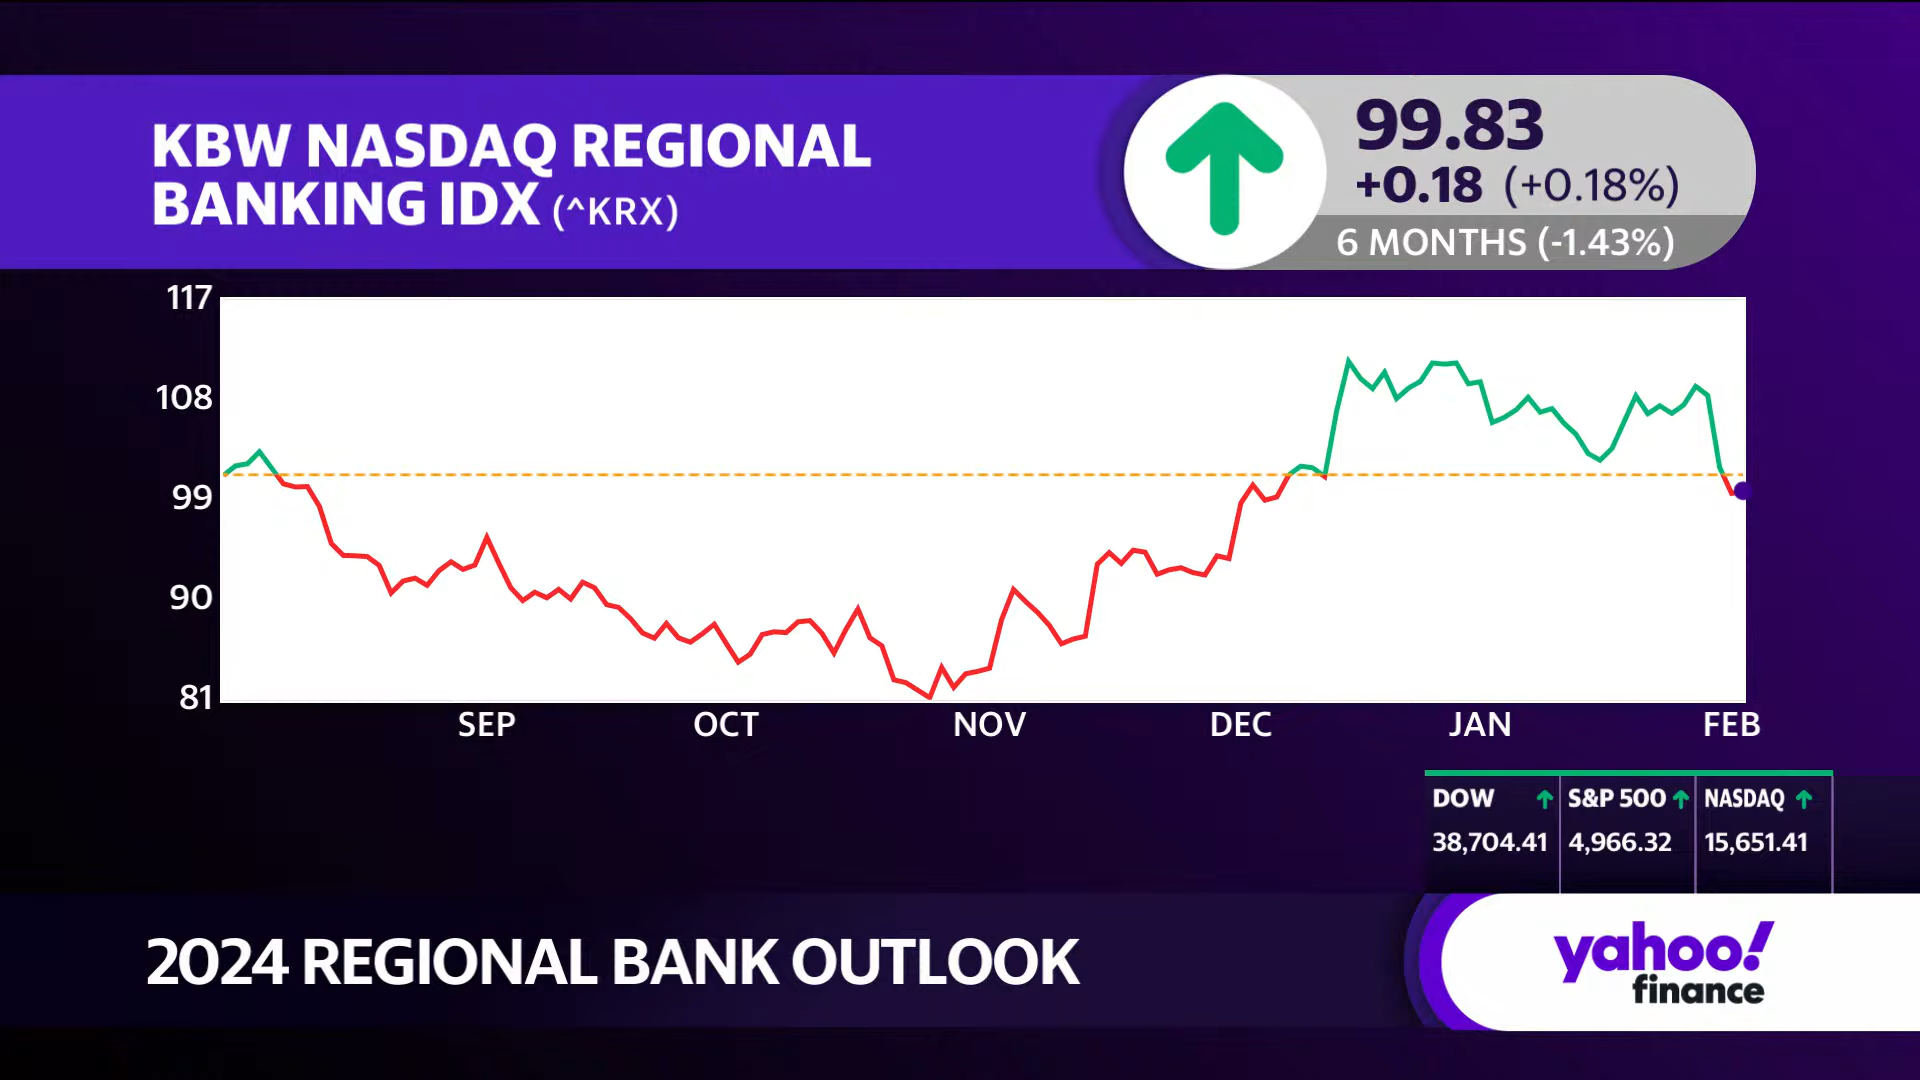 KBW NASDAQ REGIONAL
BANKING IDX (^KRX)
99.83
+0.18 (+0.18%)
6 MONTHS (-1.43%)
117
108
99
90
81
SEP OCT NOV DEC JAN FEB
DOW S&P 500 NASDAQ
38,704.41 4,966.32 15,651.41
2024 REGIONAL BANK OUTLOOK
yahoo!
finance